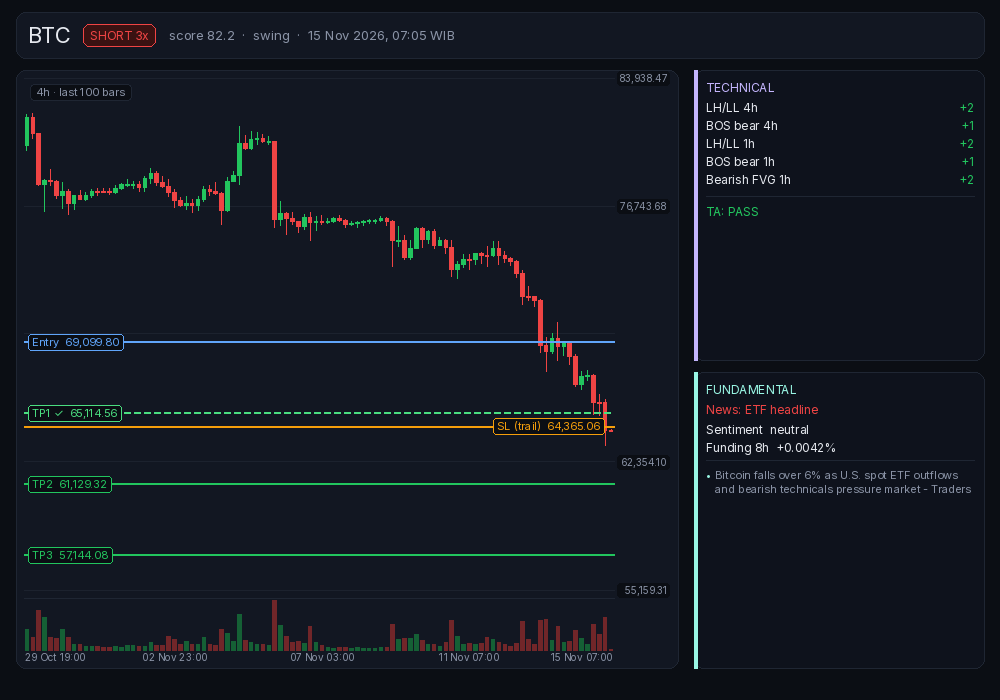 BTC SHORT 3x score 82.2 · swing · 15 Nov 2026, 07:05 WIB
4h · last 100 bars
83,938.47
76,743.68
Entry 69,099.80
TP1 ✓ 65,114.56
SL (trail) 64,365.06
62,354.10
TP2 61,129.32
TP3 57,144.08
55,159.31
29 Oct 19:00 02 Nov 23:00 07 Nov 03:00 11 Nov 07:00 15 Nov 07:00
TECHNICAL
LH/LL 4h +2
BOS bear 4h +1
LH/LL 1h +2
BOS bear 1h +1
Bearish FVG 1h +2
TA: PASS
FUNDAMENTAL
News: ETF headline
Sentiment neutral
Funding 8h +0.0042%
• Bitcoin falls over 6% as U.S. spot ETF outflows
and bearish technicals pressure market - Traders